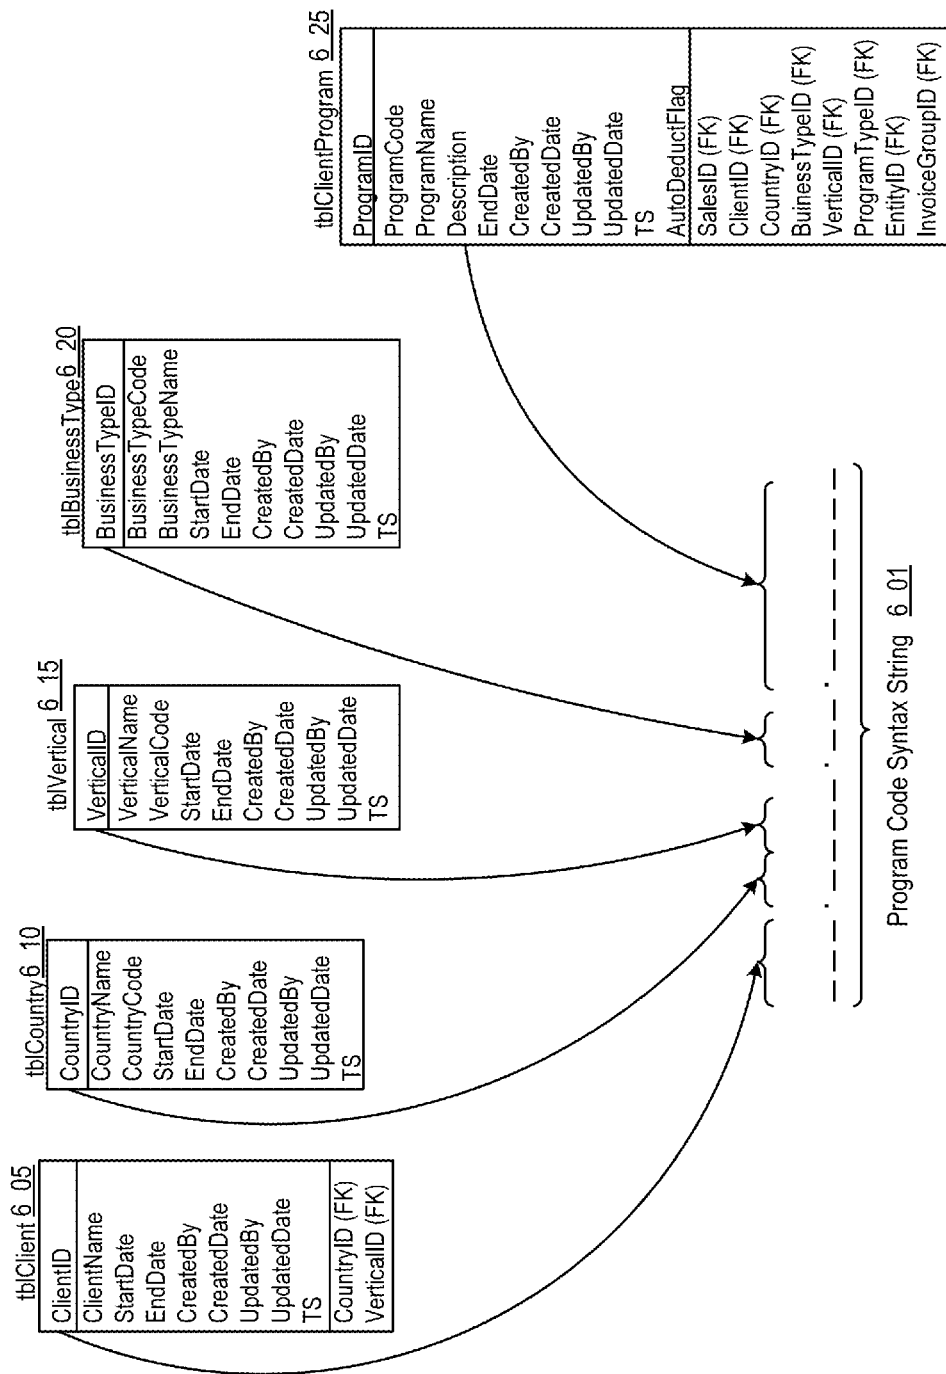 tblClient 6 05
ClientID
ClientName
StartDate
EndDate
CreatedBy
CreatedDate
UpdatedBy
UpdatedDate
TS
CountryID (FK)
VerticalID (FK)
tblCountry 6 10
CountryID
CountryName
CountryCode
StartDate
EndDate
CreatedBy
CreatedDate
UpdatedBy
UpdatedDate
TS
tblVertical 6 15
VerticalID
VerticalName
VerticalCode
StartDate
EndDate
CreatedBy
CreatedDate
UpdatedBy
UpdatedDate
TS
tblBusinessType 6 20
BusinessTypeID
BusinessTypeCode
BusinessTypeName
StartDate
EndDate
CreatedBy
CreatedDate
UpdatedBy
UpdatedDate
TS
tblClientProgram 6 25
ProgramID
ProgramCode
ProgramName
Description
EndDate
CreatedBy
CreatedDate
UpdatedBy
UpdatedDate
TS
AutoDeductFlag
SalesID (FK)
ClientID (FK)
CountryID (FK)
BuinessTypeID (FK)
VerticalID (FK)
ProgramTypeID (FK)
EntityID (FK)
InvoiceGroupID (FK)
Program Code Syntax String 6 01